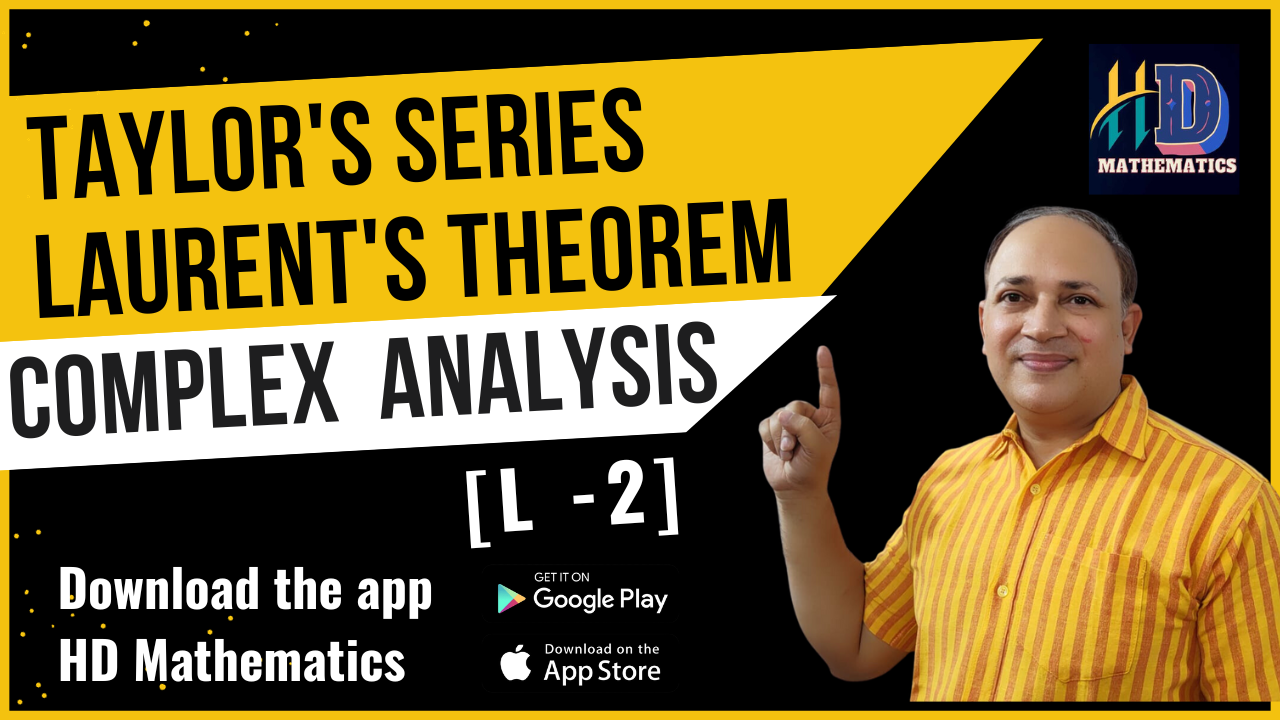 TAYLOR'S SERIES
LAURENT'S THEOREM
COMPLEX ANALYSIS
[L -2]
Download the app
HD Mathematics
GET IT ON
Google Play
Download on the
App Store
HD
MATHEMATICS